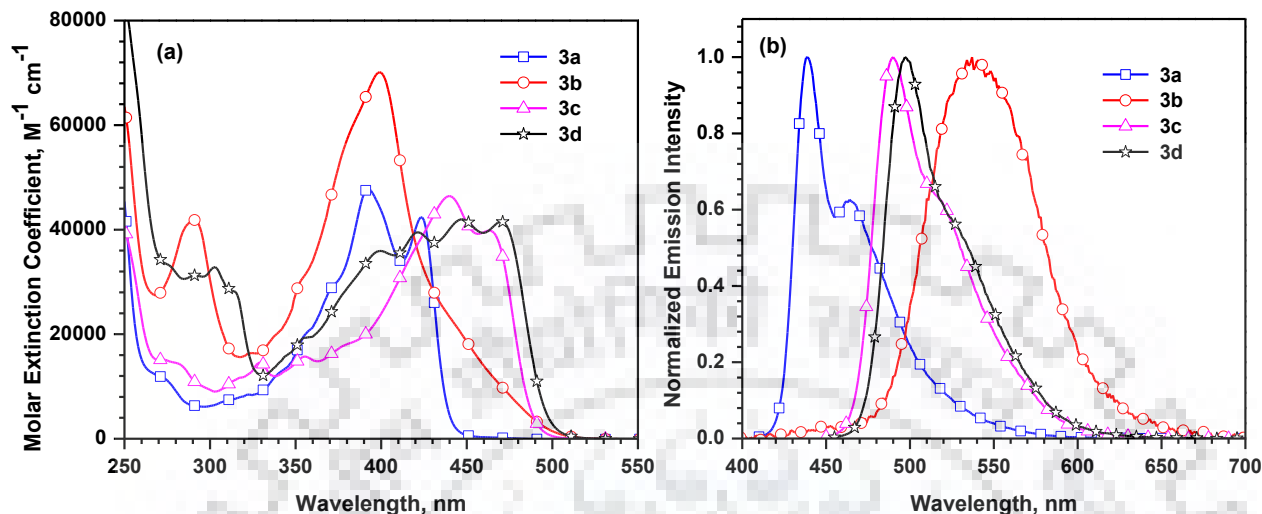 (a)
3a
3b
3c
3d
Molar Extinction Coefficient, M⁻¹ cm⁻¹
80000
60000
40000
20000
0
250 300 350 400 450 500 550
Wavelength, nm
(b)
3a
3b
3c
3d
Normalized Emission Intensity
1.0
0.8
0.6
0.4
0.2
0.0
400 450 500 550 600 650 700
Wavelength, nm